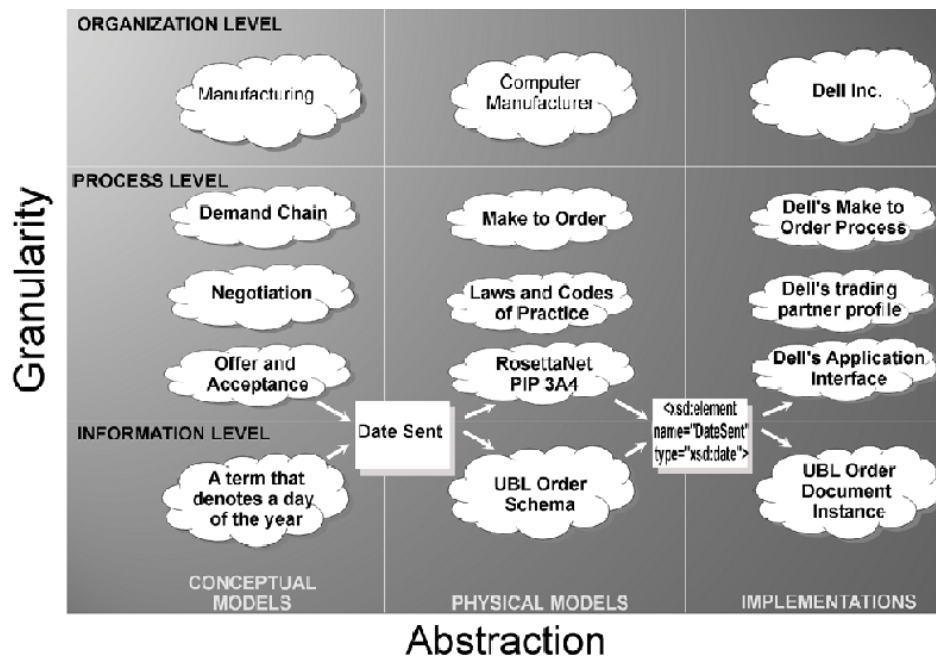 ORGANIZATION LEVEL
Manufacturing
Computer
Manufacturer
Dell Inc.
PROCESS LEVEL
Demand Chain
Make to Order
Dell's Make to
Order Process
Negotiation
Laws and Codes
of Practice
Dell's trading
partner profile
Offer and
Acceptance
RosettaNet
PIP 3A4
Dell's Application
Interface
Date Sent
<xsd:element
name="DateSent"
type="xsd:date">
INFORMATION LEVEL
A term that
denotes a day
of the year
UBL Order
Schema
UBL Order
Document
Instance
CONCEPTUAL
MODELS
PHYSICAL MODELS
IMPLEMENTATIONS
Granularity
Abstraction